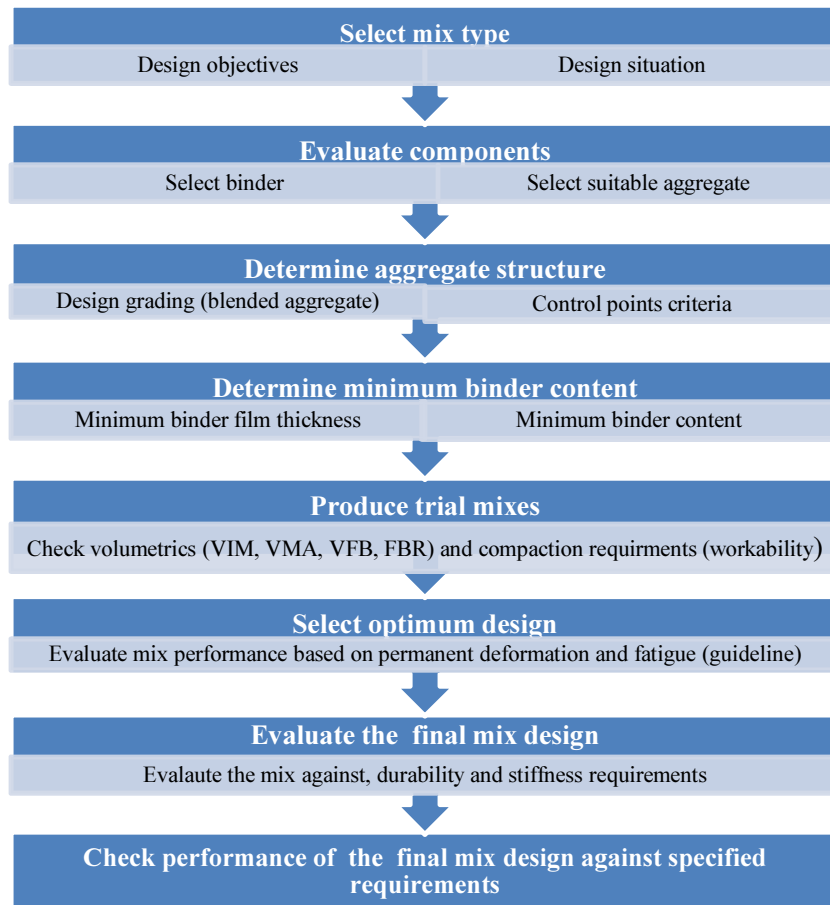 Select mix type
Design objectives
Design situation
Evaluate components
Select binder
Select suitable aggregate
Determine aggregate structure
Design grading (blended aggregate)
Control points criteria
Determine minimum binder content
Minimum binder film thickness
Minimum binder content
Produce trial mixes
Check volumetrics (VIM, VMA, VFB, FBR) and compaction requirments (workability)
Select optimum design
Evaluate mix performance based on permanent deformation and fatigue (guideline)
Evaluate the final mix design
Evalaute the mix against, durability and stiffness requirements
Check performance of the final mix design against specified
requirements